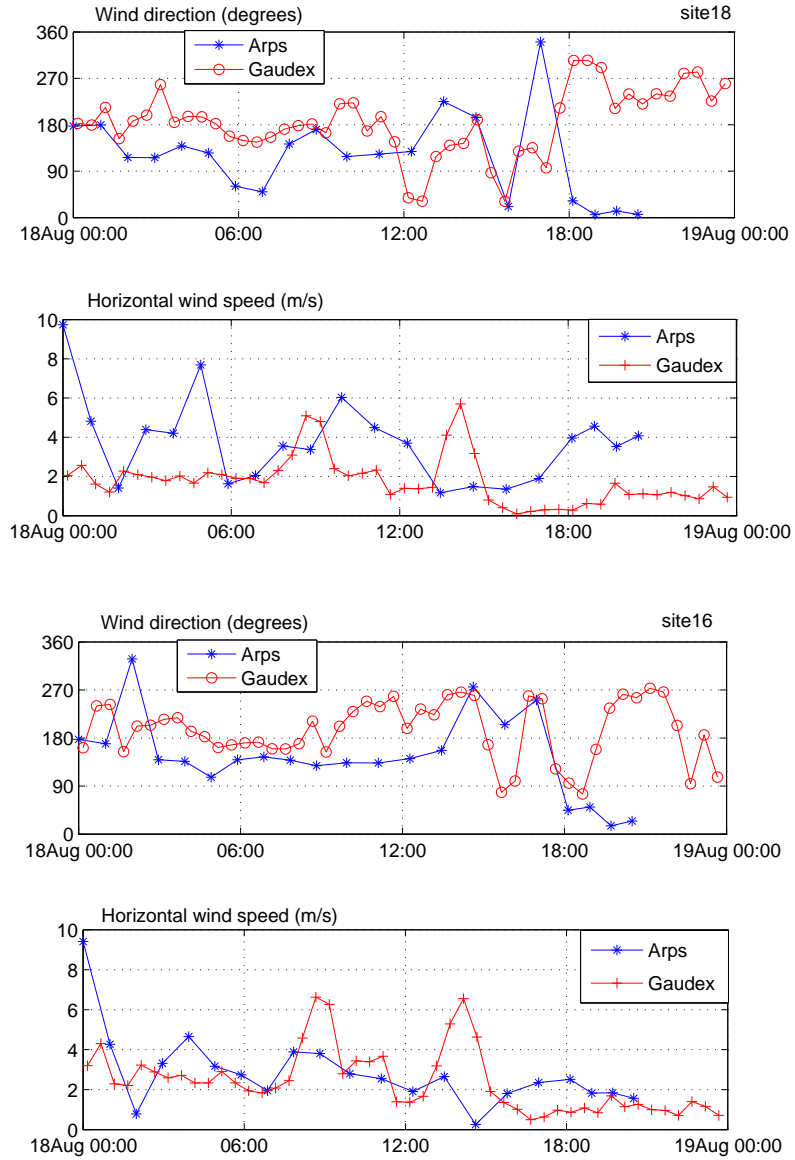 Wind direction (degrees)
site18
360
270
180
90
0
Arps
Gaudex
18Aug 00:00
06:00
12:00
18:00
19Aug 00:00
Horizontal wind speed (m/s)
10
8
6
4
2
0
Arps
Gaudex
18Aug 00:00
06:00
12:00
18:00
19Aug 00:00
Wind direction (degrees)
site16
360
270
180
90
0
Arps
Gaudex
18Aug 00:00
06:00
12:00
18:00
19Aug 00:00
Horizontal wind speed (m/s)
10
8
6
4
2
0
Arps
Gaudex
18Aug 00:00
06:00
12:00
18:00
19Aug 00:00